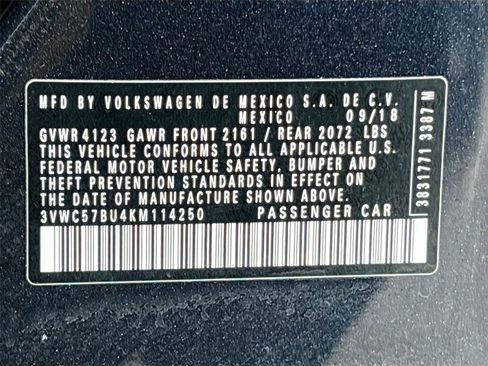 MFD BY VOLKSWAGEN DE MEXICO S.A. DE C.V.
MEXICO 09/18
GVWR 4123 GAWR FRONT 2161 / REAR 2072 LBS
THIS VEHICLE CONFORMS TO ALL APPLICABLE U.S.
FEDERAL MOTOR VEHICLE SAFETY, BUMPER AND
THEFT PREVENTION STANDARDS IN EFFECT ON
THE DATE OF MANUFACTURE SHOWN ABOVE
3VWC57BU4KM114250 PASSENGER CAR
3831771 3387 M